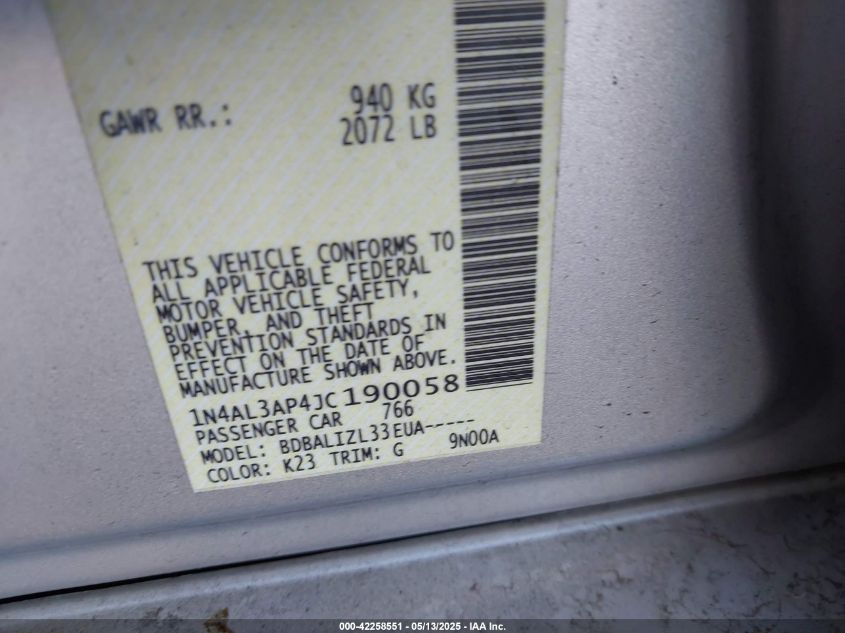 GAWR RR.: 940 KG
2072 LB
THIS VEHICLE CONFORMS TO
ALL APPLICABLE FEDERAL
MOTOR VEHICLE SAFETY,
BUMPER, AND THEFT
PREVENTION STANDARDS IN
EFFECT ON THE DATE OF
MANUFACTURE SHOWN ABOVE.
1N4AL3AP4JC190058
PASSENGER CAR 766
MODEL: BDBALIZL33EUA-----
COLOR: K23 TRIM: G 9N00A
000-42258551 - 05/13/2025 - IAA Inc.